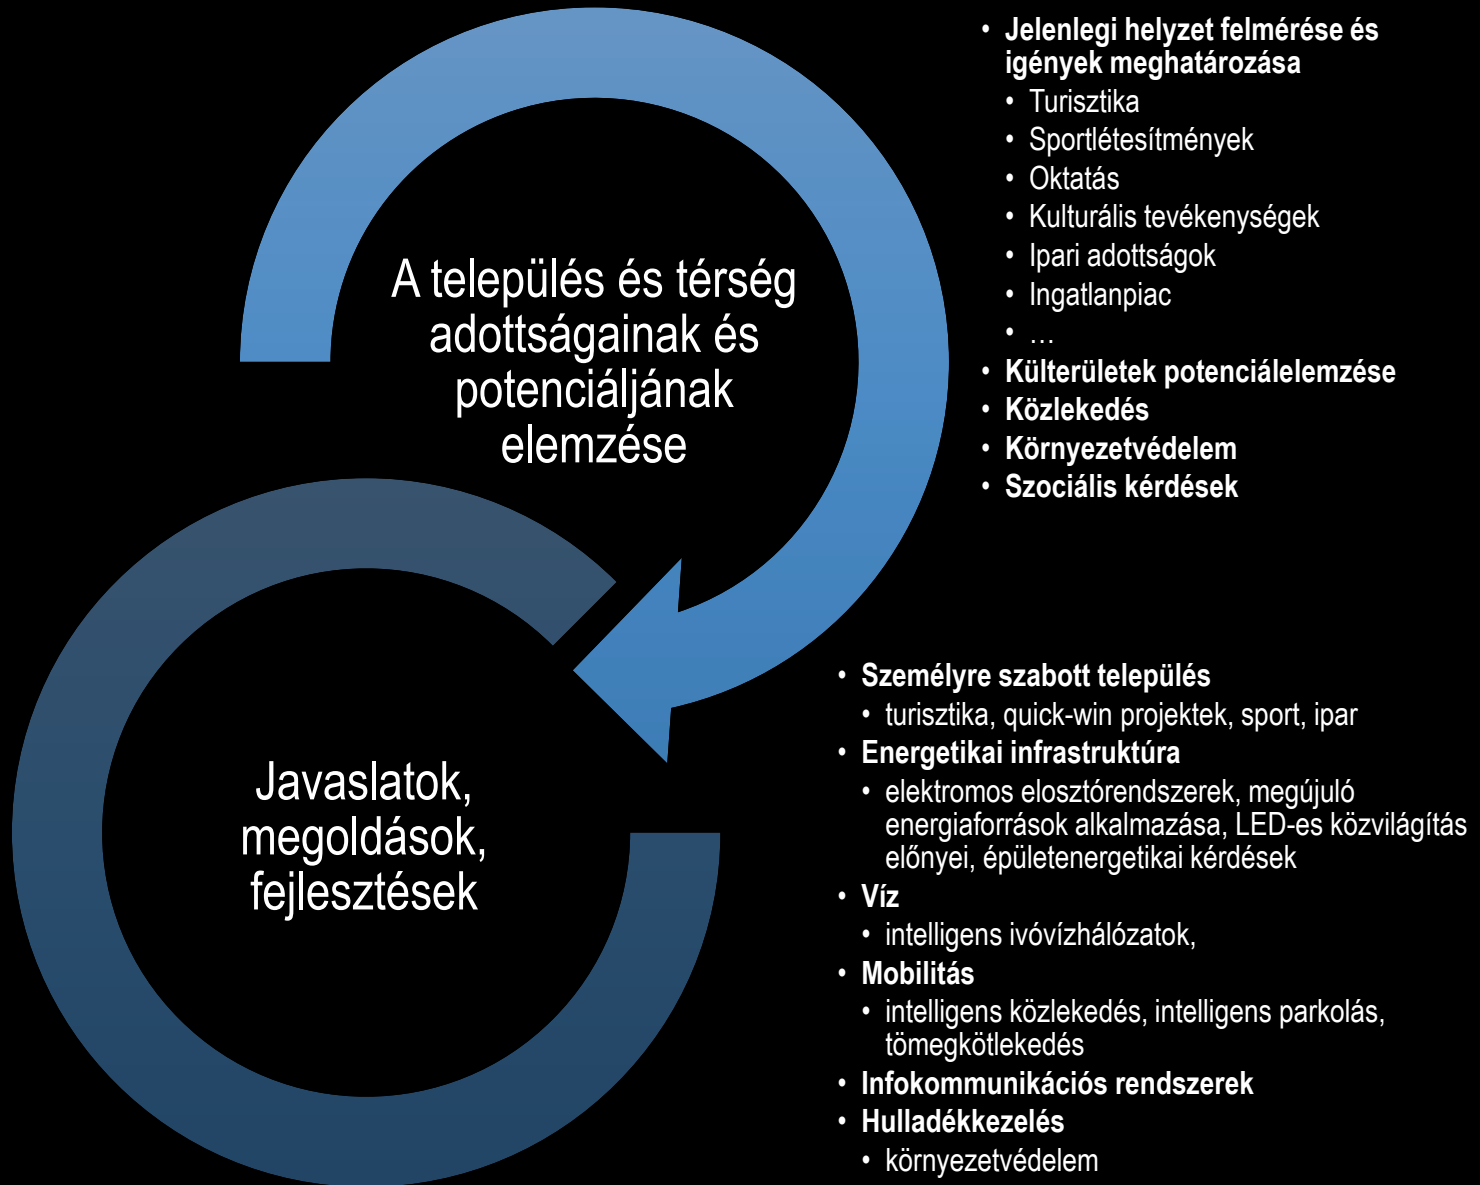 A település és térség
adottságainak és
potenciáljának
elemzése
• Jelenlegi helyzet felmérése és
igények meghatározása
• Turisztika
• Sportlétesítmények
• Oktatás
• Kulturális tevékenységek
• Ipari adottságok
• Ingatlanpiac
• …
• Külterületek potenciálelemzése
• Közlekedés
• Környezetvédelem
• Szociális kérdések
Javaslatok,
megoldások,
fejlesztések
• Személyre szabott település
• turisztika, quick-win projektek, sport, ipar
• Energetikai infrastruktúra
• elektromos elosztórendszerek, megújuló
energiaforrások alkalmazása, LED-es közvilágítás
előnyei, épületenergetikai kérdések
• Víz
• intelligens ivóvízhálózatok,
• Mobilitás
• intelligens közlekedés, intelligens parkolás,
tömegkötlekedés
• Infokommunikációs rendszerek
• Hulladékkezelés
• környezetvédelem